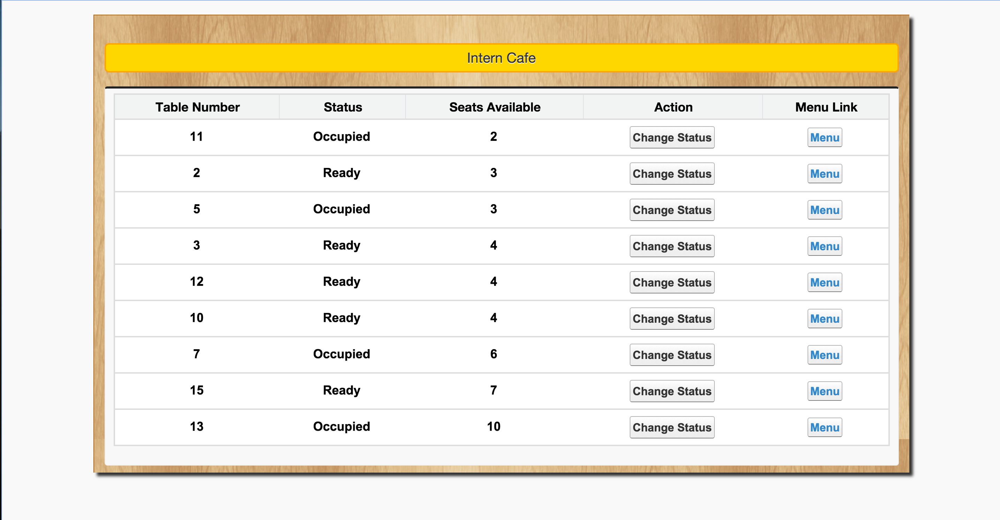 Intern Cafe
Table Number Status Seats Available Action Menu Link
11 Occupied 2 Change Status Menu
2 Ready 3 Change Status Menu
5 Occupied 3 Change Status Menu
3 Ready 4 Change Status Menu
12 Ready 4 Change Status Menu
10 Ready 4 Change Status Menu
7 Occupied 6 Change Status Menu
15 Ready 7 Change Status Menu
13 Occupied 10 Change Status Menu